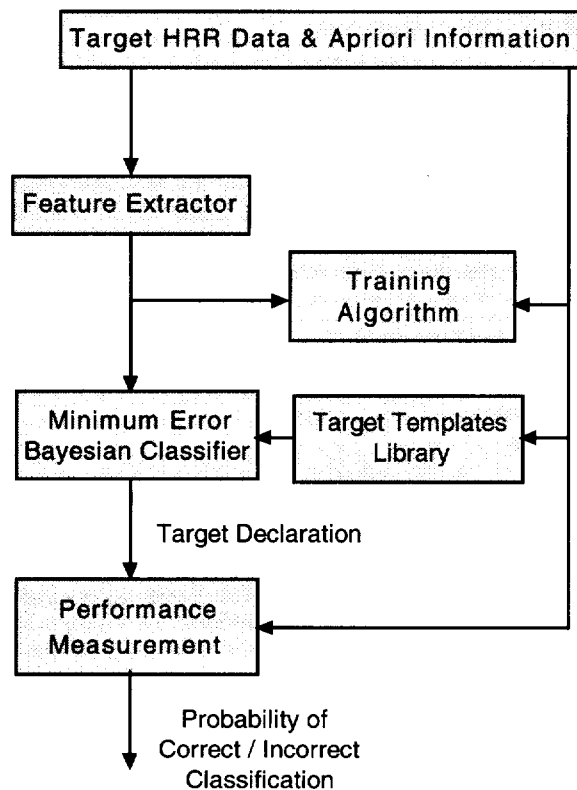 Target HRR Data & Apriori Information
Feature Extractor
Training
Algorithm
Minimum Error
Bayesian Classifier
Target Templates
Library
Target Declaration
Performance
Measurement
Probability of
Correct / Incorrect
Classification